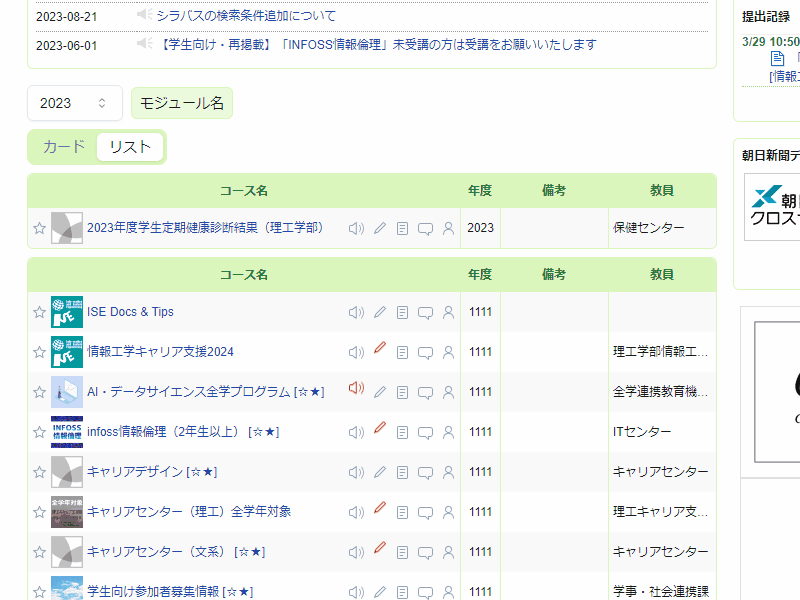 2023-08-21 シラバスの検索条件追加について
2023-06-01 【学生向け・再掲載】「INFOSS情報倫理」未受講の方は受講をお願いいたします
2023 モジュール名
カード リスト
コース名 年度 備考 教員
2023年度学生定期健康診断結果（理工学部） 2023 保健センター
コース名 年度 備考 教員
ISE Docs & Tips 1111
情報工学キャリア支援2024 1111 理工学部情報工…
AI・データサイエンス全学プログラム [☆★] 1111 全学連携教育機…
INFOSS
情報倫理
infoss情報倫理（2年生以上） [☆★] 1111 ITセンター
キャリアデザイン [☆★] 1111 キャリアセンター
全学年対象
キャリアセンター（理工）全学年対象 1111 理工キャリア支…
キャリアセンター（文系） [☆★] 1111 キャリアセンター
学生向け参加者募集情報 [☆★] 1111 学事・社会連携課
提出記録
3/29 10:50
[情報
朝日新聞デ
朝
クロス